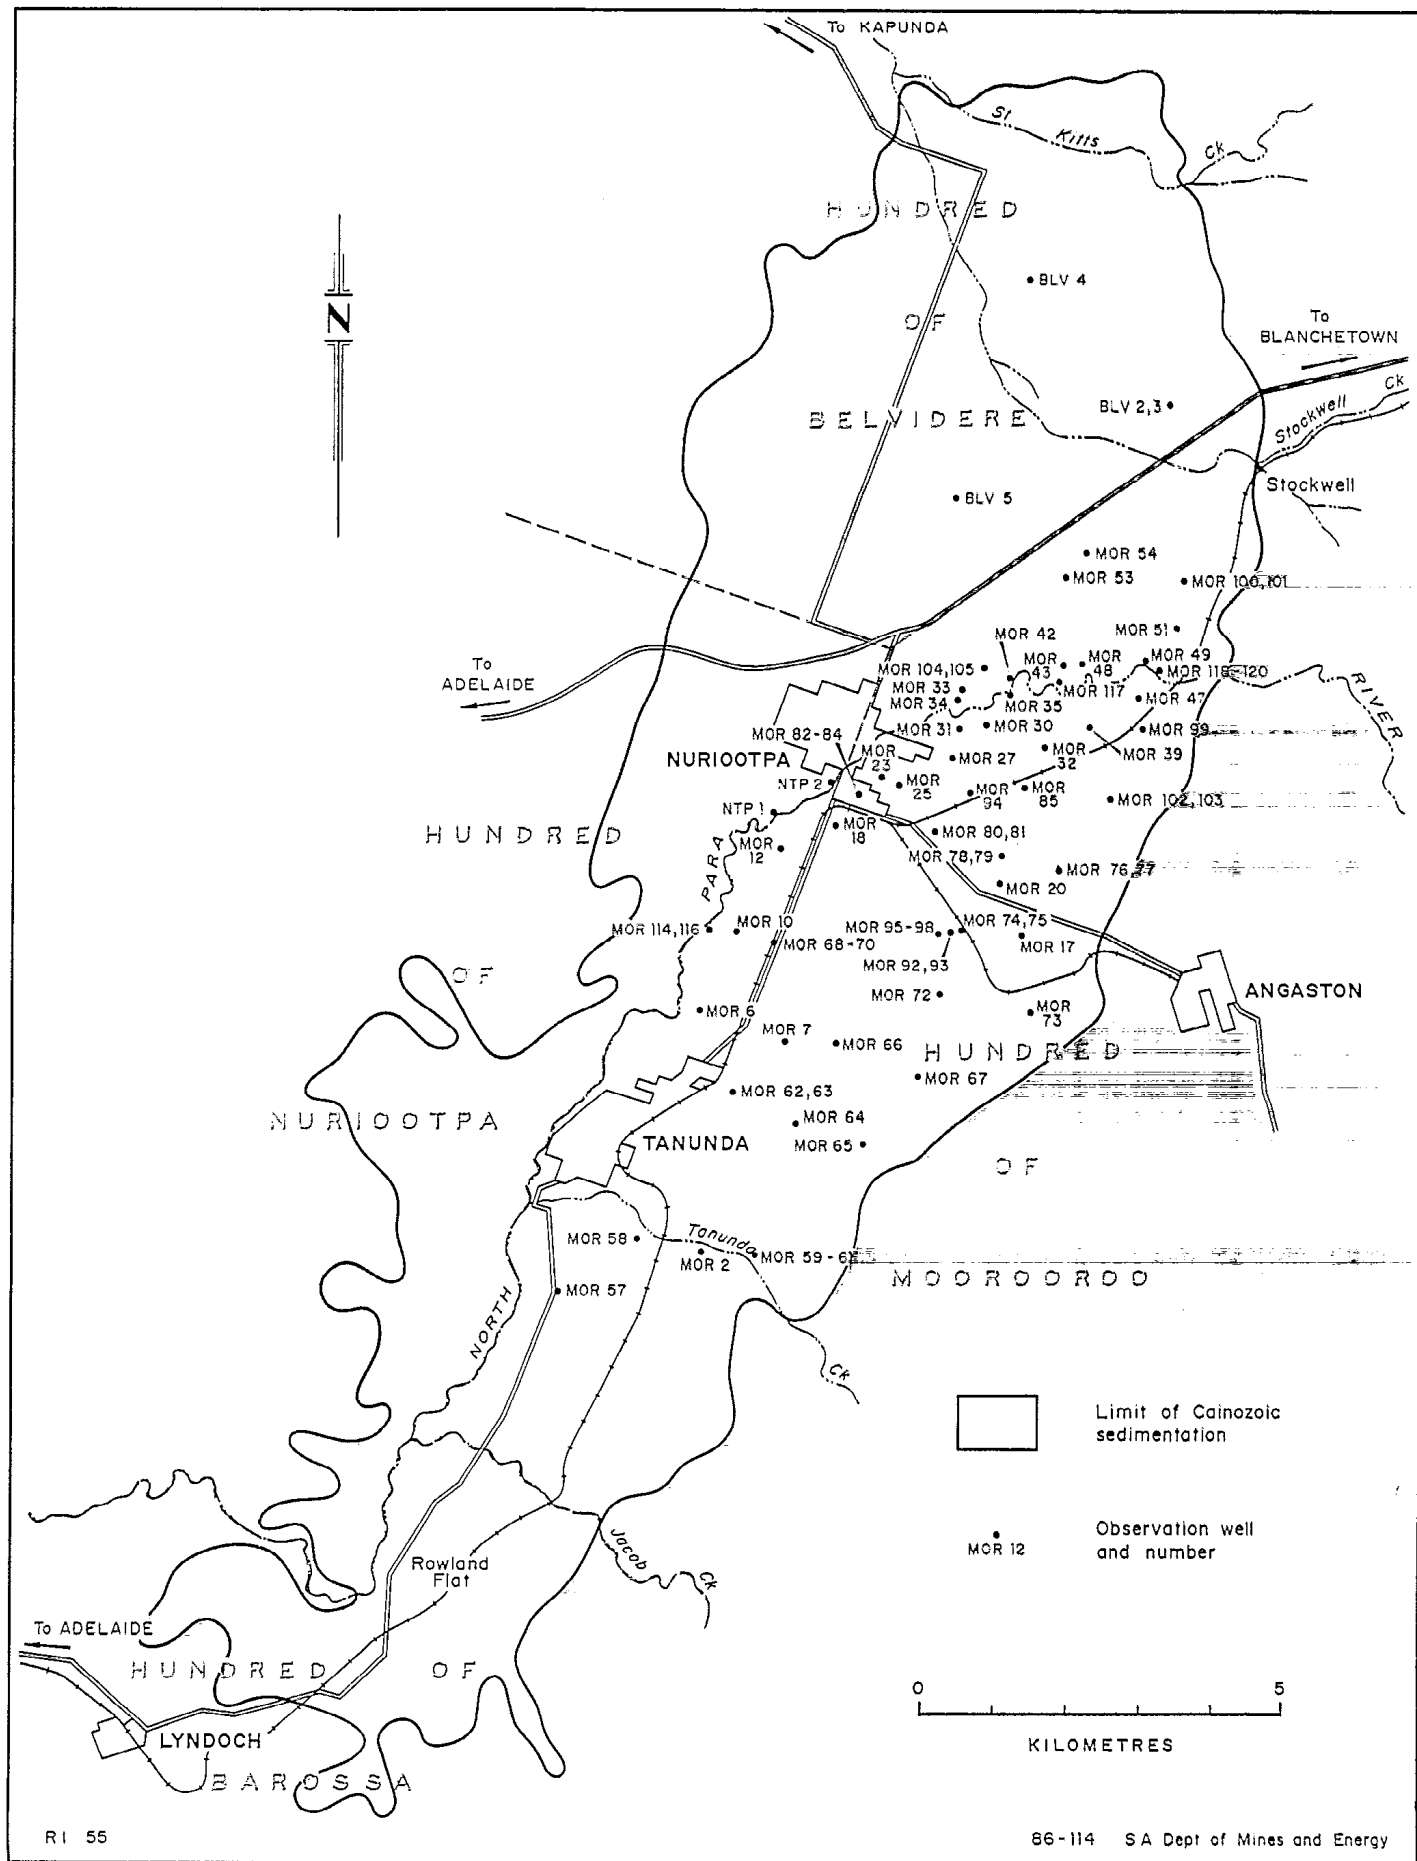 To KAPUNDA
St Kitts Ck
HUNDRED
BLV 4
OF
To
BLANCHETOWN
N
BLV 2,3
BELVIDERE
Stockwell Ck
Stockwell
BLV 5
MOR 54
MOR 53
MOR 100,101
MOR 51
MOR 42
MOR 49
MOR 43
MOR 48
MOR 118-120
MOR 104,105
To
ADELAIDE
MOR 33
MOR 117
MOR 34
MOR 35
MOR 47
RIVER
MOR 31
MOR 30
MOR 99
MOR 82-84
MOR 39
MOR 23
MOR 27
MOR 32
NURIOOTPA
NTP 2
MOR 25
MOR 94
MOR 85
MOR 102,103
NTP 1
MOR 18
MOR 80,81
HUNDRED
PARA
MOR 12
MOR 78,79
MOR 76,77
MOR 20
MOR 10
MOR 74,75
MOR 114,116
MOR 95-98
MOR 68-70
MOR 17
MOR 92,93
OF
MOR 72
ANGASTON
MOR 6
MOR 73
MOR 7
MOR 66
HUNDRED
MOR 67
MOR 62,63
NURIOOTPA
MOR 64
TANUNDA
MOR 65
OF
MOR 58
Tanunda Ck
MOR 2
MOR 59-61
MOOROOROO
MOR 57
NORTH
Limit of Cainozoic
sedimentation
MOR 12
Observation well
and number
Jacob Ck
Rowland
Flat
To ADELAIDE
HUNDRED OF
0 5
KILOMETRES
LYNDOCH
BAROSSA
RI 55
86-114 S A Dept of Mines and Energy